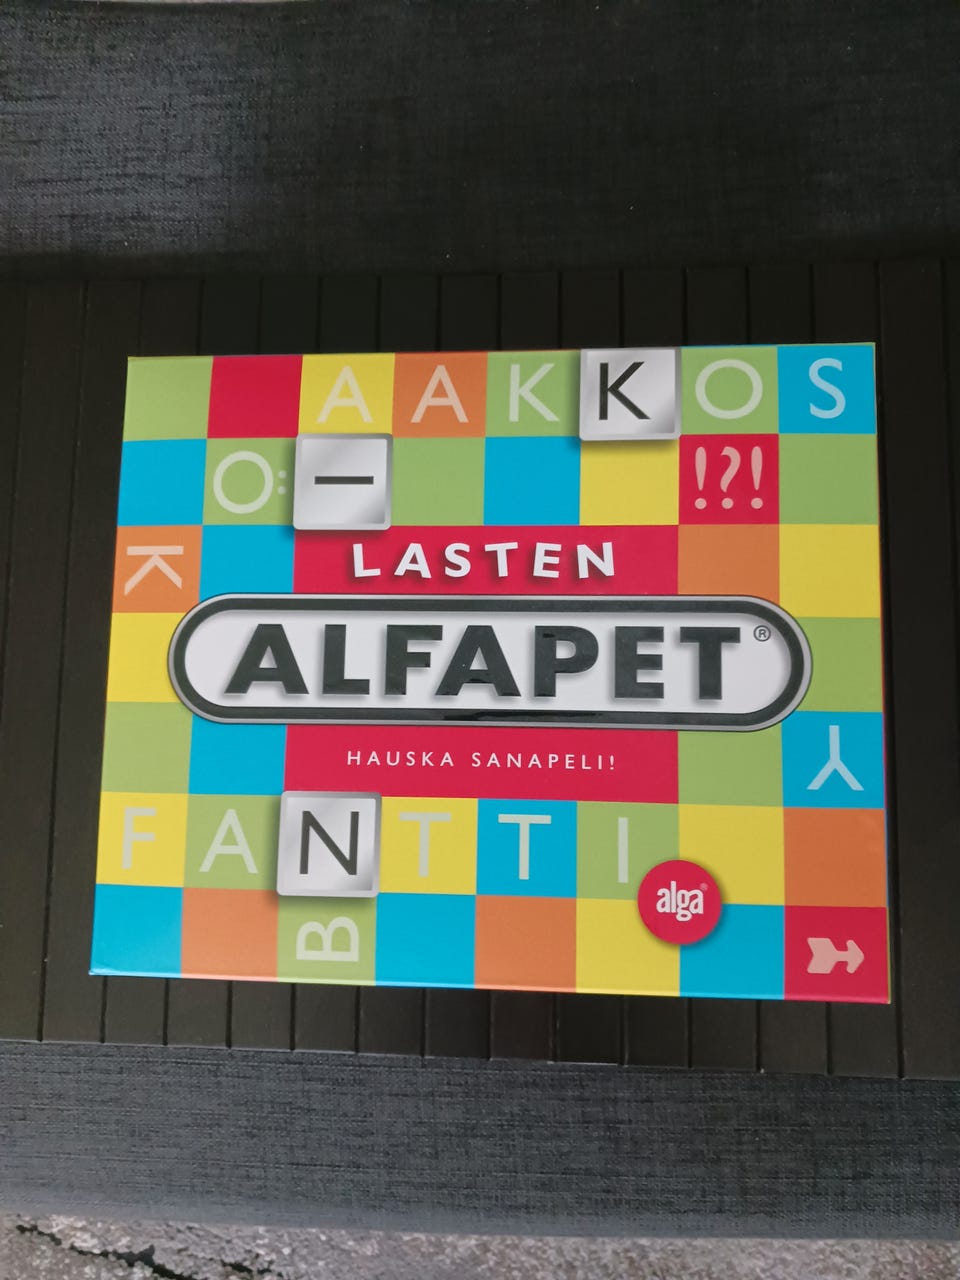 AAKKOS
Ö I !?!
K
LASTEN
ALFAPET®
HAUSKA SANAPELI!
Y
FANTTI
alga®
B